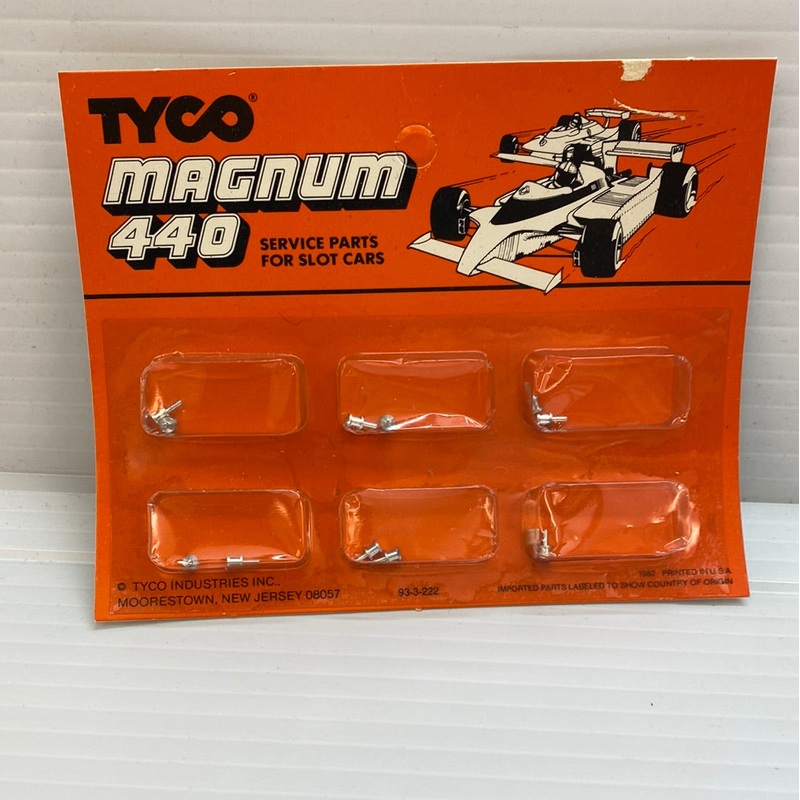 TYCO®
MAGNUM
440
SERVICE PARTS
FOR SLOT CARS
© TYCO INDUSTRIES INC..
MOORESTOWN, NEW JERSEY 08057
93-3-222
1982 PRINTED IN U.S.A.
IMPORTED PARTS LABELED TO SHOW COUNTRY OF ORIGIN